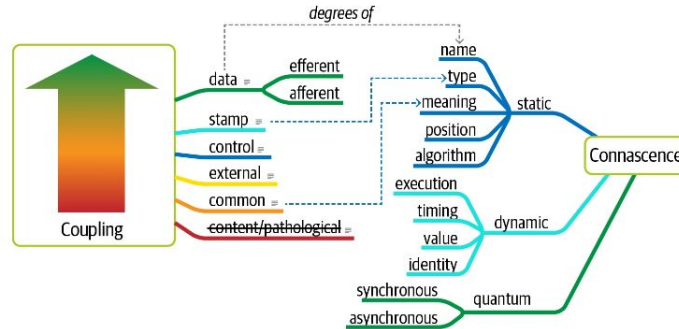 degrees of
name
efferent
data
type
afferent
stamp
meaning
static
control
position
external
algorithm
Connascence
common
execution
Coupling
content/pathological
timing
dynamic
value
identity
synchronous
quantum
asynchronous